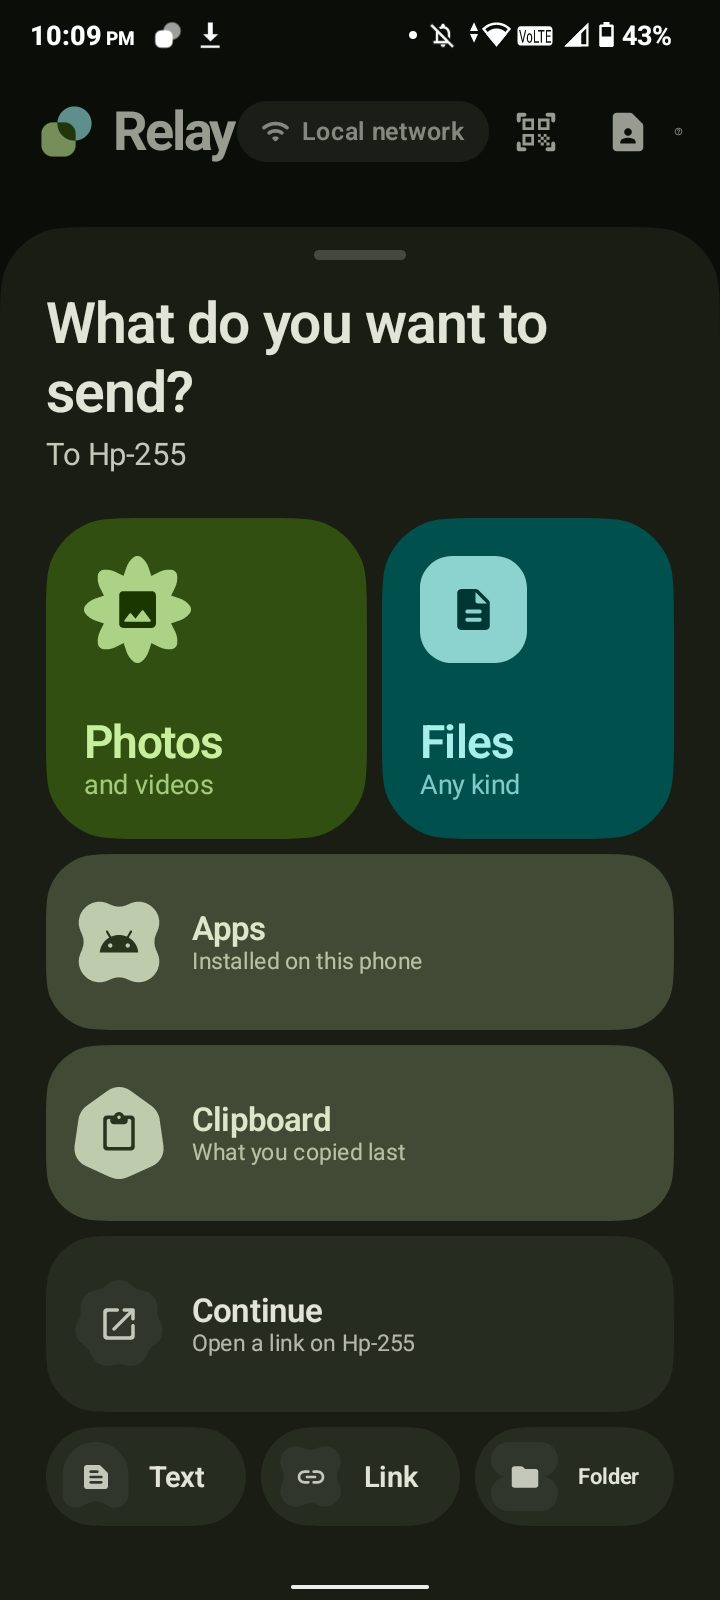 10:09 PM
VoLTE
43%
Relay
Local network
What do you want to
send?
To Hp-255
Photos
and videos
Files
Any kind
Apps
Installed on this phone
Clipboard
What you copied last
Continue
Open a link on Hp-255
Text
Link
Folder